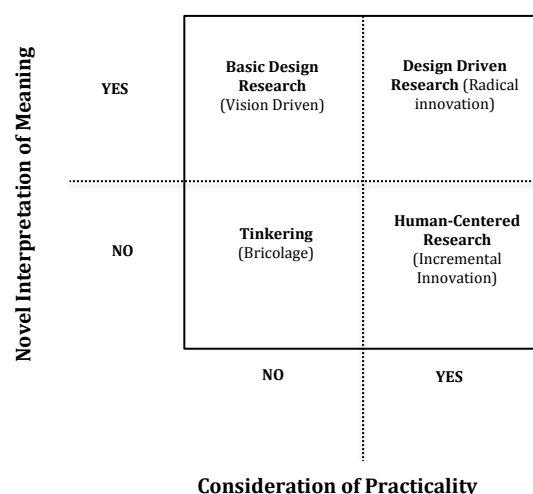 Novel Interpretation of Meaning
YES
Basic Design
Research
(Vision Driven)
Design Driven
Research (Radical
innovation)
NO
Tinkering
(Bricolage)
Human-Centered
Research
(Incremental
Innovation)
NO
YES
Consideration of Practicality